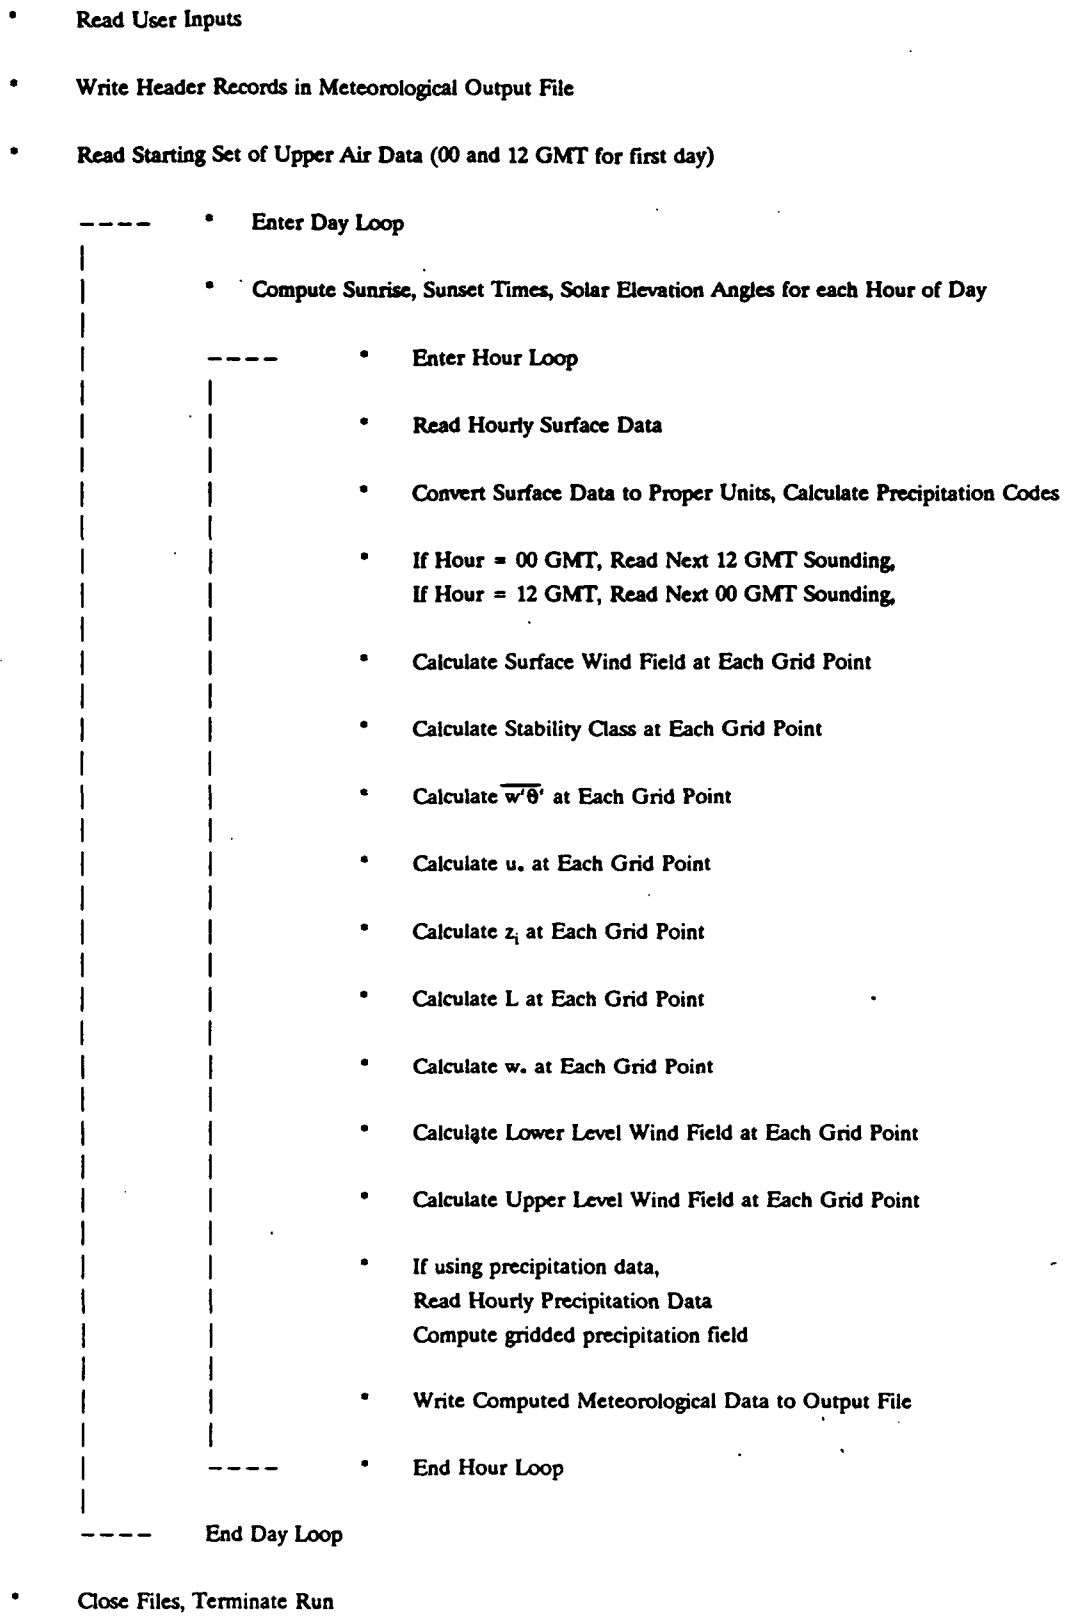 * Read User Inputs
* Write Header Records in Meteorological Output File
* Read Starting Set of Upper Air Data (00 and 12 GMT for first day)
---- * Enter Day Loop
* Compute Sunrise, Sunset Times, Solar Elevation Angles for each Hour of Day
---- * Enter Hour Loop
* Read Hourly Surface Data
* Convert Surface Data to Proper Units, Calculate Precipitation Codes
* If Hour = 00 GMT, Read Next 12 GMT Sounding,
If Hour = 12 GMT, Read Next 00 GMT Sounding,
* Calculate Surface Wind Field at Each Grid Point
* Calculate Stability Class at Each Grid Point
* Calculate w'θ' at Each Grid Point
* Calculate u* at Each Grid Point
* Calculate zi at Each Grid Point
* Calculate L at Each Grid Point
* Calculate w* at Each Grid Point
* Calculate Lower Level Wind Field at Each Grid Point
* Calculate Upper Level Wind Field at Each Grid Point
* If using precipitation data,
Read Hourly Precipitation Data
Compute gridded precipitation field
* Write Computed Meteorological Data to Output File
---- * End Hour Loop
---- End Day Loop
* Close Files, Terminate Run